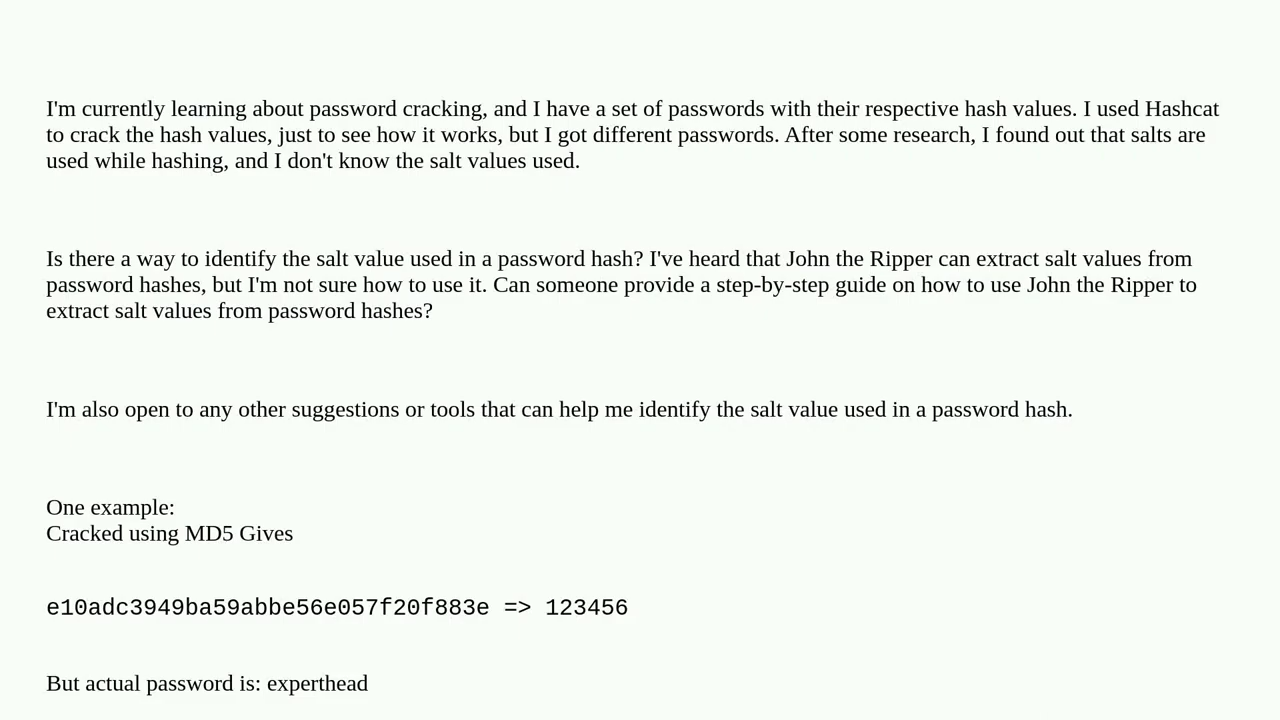 I'm currently learning about password cracking, and I have a set of passwords with their respective hash values. I used Hashcat
to crack the hash values, just to see how it works, but I got different passwords. After some research, I found out that salts are
used while hashing, and I don't know the salt values used.
Is there a way to identify the salt value used in a password hash? I've heard that John the Ripper can extract salt values from
password hashes, but I'm not sure how to use it. Can someone provide a step-by-step guide on how to use John the Ripper to
extract salt values from password hashes?
I'm also open to any other suggestions or tools that can help me identify the salt value used in a password hash.
One example:
Cracked using MD5 Gives
e10adc3949ba59abbe56e057f20f883e => 123456
But actual password is: experthead